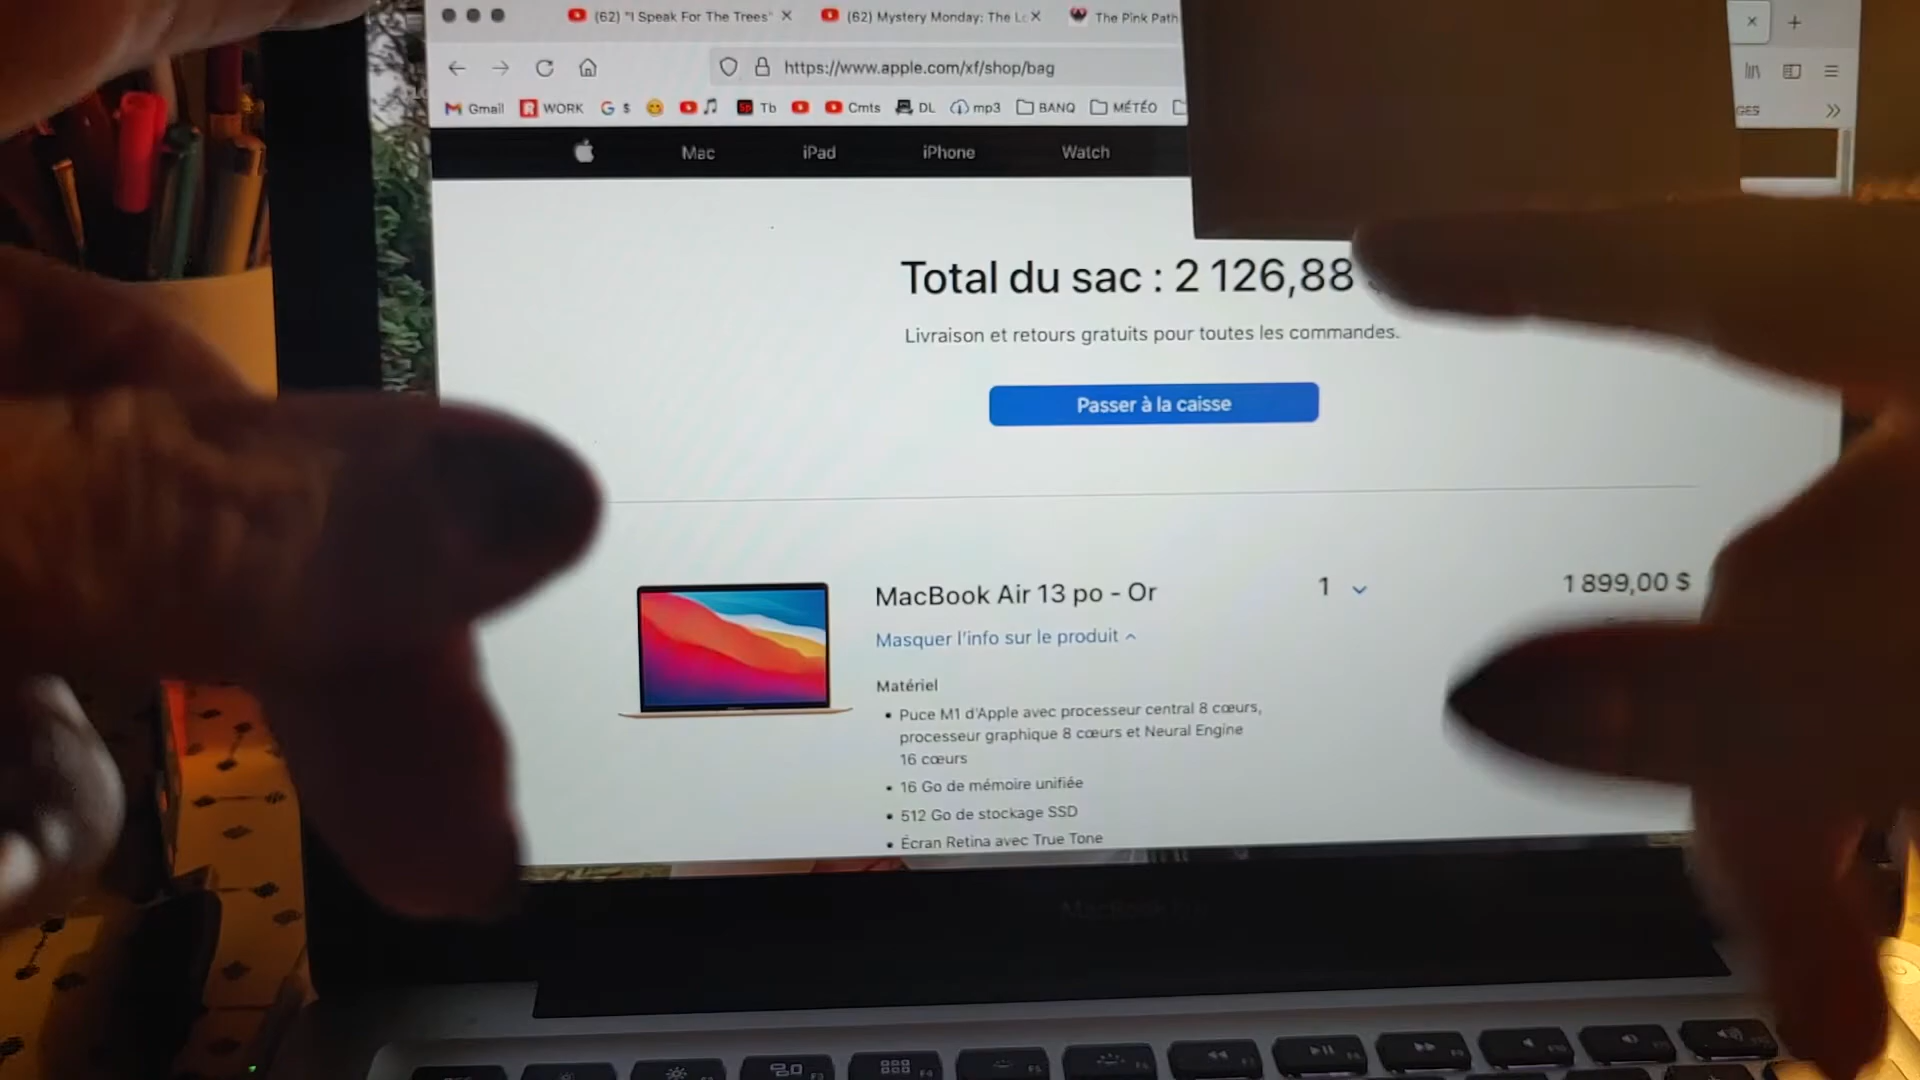 (62) "I Speak For The Trees"
(62) Mystery Monday: The Lo
The Pink Path
https://www.apple.com/xf/shop/bag
Gmail
WORK
$
Tb
Cmts
DL
mp3
BANQ
MÉTÉO
GES
Mac
iPad
iPhone
Watch
Total du sac : 2 126,88
Livraison et retours gratuits pour toutes les commandes.
Passer à la caisse
MacBook Air 13 po - Or
1
1 899,00 $
Masquer l'info sur le produit
Matériel
• Puce M1 d'Apple avec processeur central 8 cœurs,
processeur graphique 8 cœurs et Neural Engine
16 cœurs
• 16 Go de mémoire unifiée
• 512 Go de stockage SSD
• Écran Retina avec True Tone